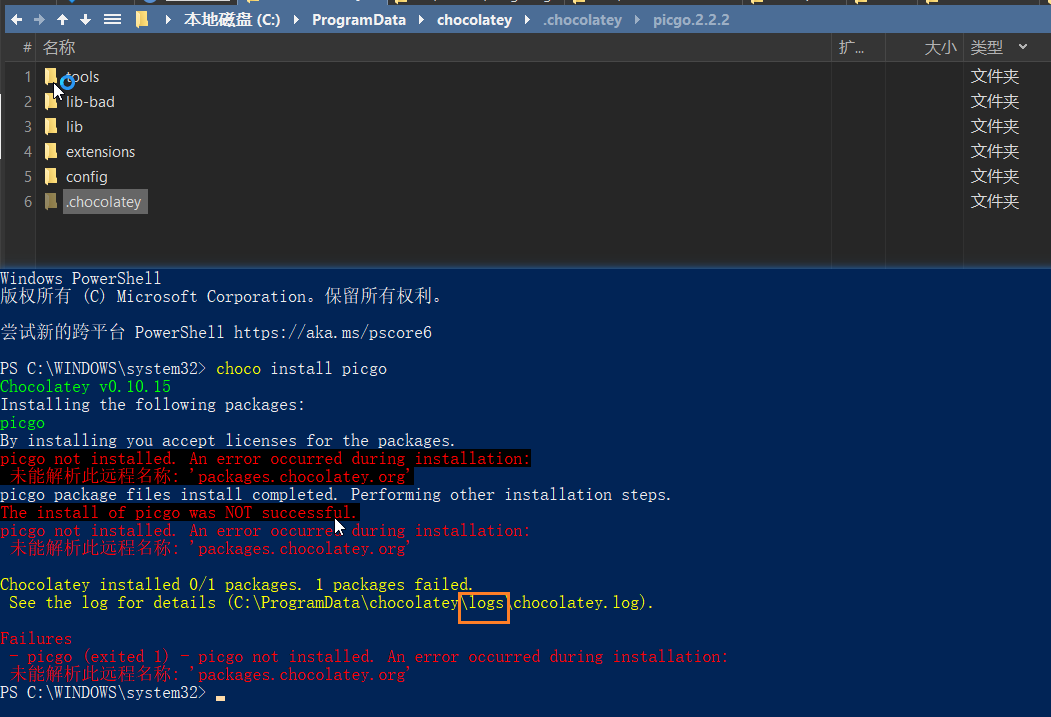 本地磁盘 (C:) ProgramData chocolatey .chocolatey picgo.2.2.2
# 名称 扩... 大小 类型
1 tools 文件夹
2 lib-bad 文件夹
3 lib 文件夹
4 extensions 文件夹
5 config 文件夹
6 .chocolatey 文件夹
Windows PowerShell
版权所有 (C) Microsoft Corporation。保留所有权利。
尝试新的跨平台 PowerShell https://aka.ms/pscore6
PS C:\WINDOWS\system32> choco install picgo
Chocolatey v0.10.15
Installing the following packages:
picgo
By installing you accept licenses for the packages.
picgo not installed. An error occurred during installation:
未能解析此远程名称: 'packages.chocolatey.org'
picgo package files install completed. Performing other installation steps.
The install of picgo was NOT successful.
picgo not installed. An error occurred during installation:
未能解析此远程名称: 'packages.chocolatey.org'
Chocolatey installed 0/1 packages. 1 packages failed.
See the log for details (C:\ProgramData\chocolatey\logs\chocolatey.log).
Failures
- picgo (exited 1) - picgo not installed. An error occurred during installation:
未能解析此远程名称: 'packages.chocolatey.org'
PS C:\WINDOWS\system32>